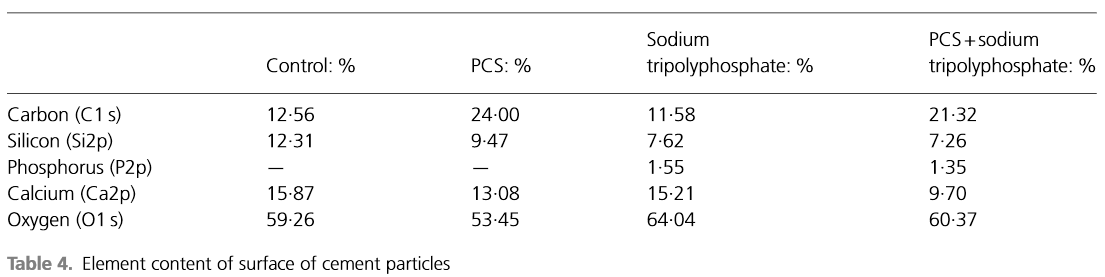 Control: % PCS: % Sodium tripolyphosphate: % PCS + sodium tripolyphosphate: %
Carbon (C1 s) 12·56 24·00 11·58 21·32
Silicon (Si2p) 12·31 9·47 7·62 7·26
Phosphorus (P2p) — — 1·55 1·35
Calcium (Ca2p) 15·87 13·08 15·21 9·70
Oxygen (O1 s) 59·26 53·45 64·04 60·37
Table 4. Element content of surface of cement particles